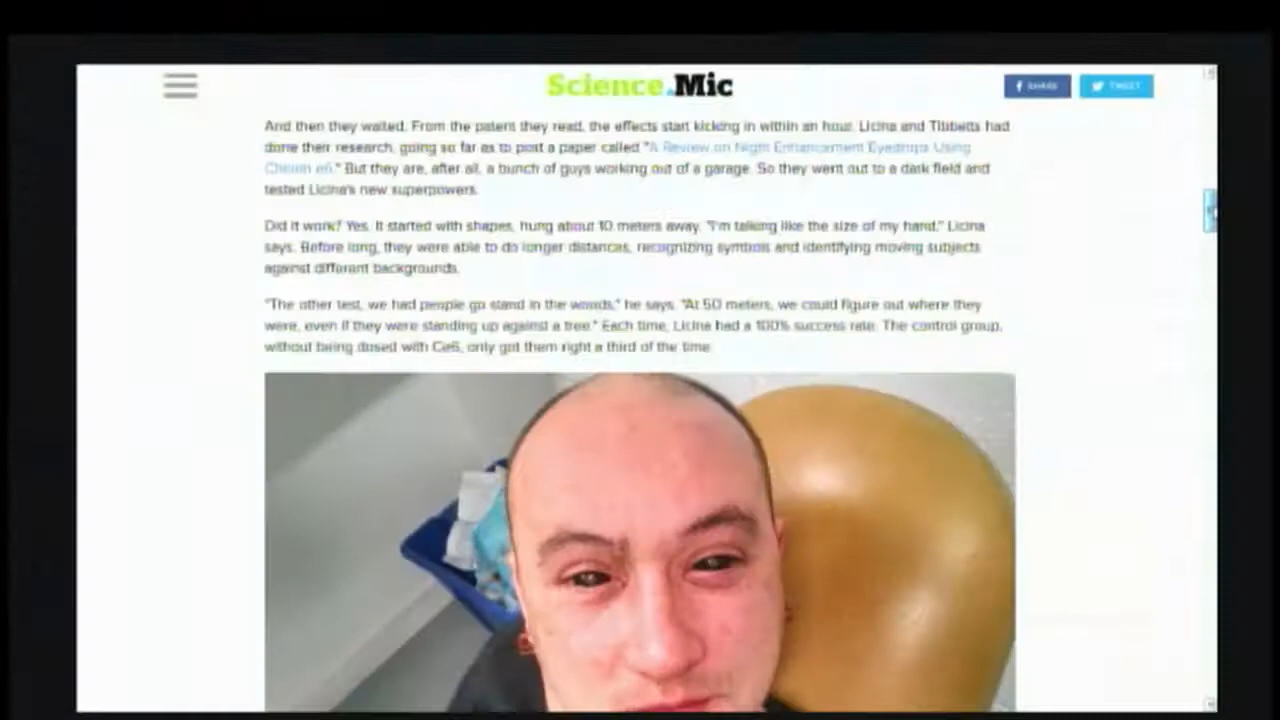 Science.Mic
SHARE
TWEET
And then they waited. From the patent they read, the effects start kicking in within an hour. Licina and Tibbetts had
done their research, going so far as to post a paper called "A Review on Night Enhancement Eyedrops Using
Chlorin e6." But they are, after all, a bunch of guys working out of a garage. So they went out to a dark field and
tested Licina's new superpowers.
Did it work? Yes. It started with shapes, hung about 10 meters away. "I'm talking like the size of my hand," Licina
says. Before long, they were able to do longer distances, recognizing symbols and identifying moving subjects
against different backgrounds.
"The other test, we had people go stand in the woods," he says. "At 50 meters, we could figure out where they
were, even if they were standing up against a tree." Each time, Licina had a 100% success rate. The control group,
without being dosed with Ce6, only got them right a third of the time.